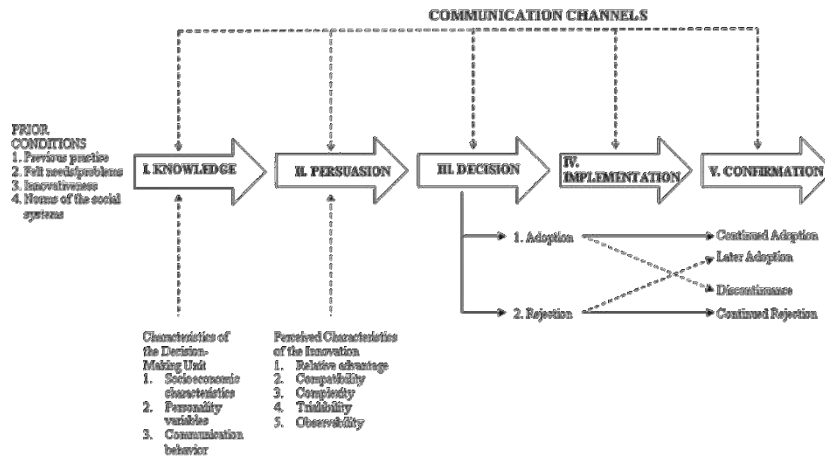 COMMUNICATION CHANNELS
PRIOR
CONDITIONS
1. Previous practice
2. Felt needs/problems
3. Innovativeness
4. Norms of the social
systems
I. KNOWLEDGE
II. PERSUASION
III. DECISION
IV.
IMPLEMENTATION
V. CONFIRMATION
1. Adoption
2. Rejection
Continued Adoption
Later Adoption
Discontinuance
Continued Rejection
Characteristics of
the Decision-
Making Unit
1. Socioeconomic
characteristics
2. Personality
variables
3. Communication
behavior
Perceived Characteristics
of the Innovation
1. Relative advantage
2. Compatibility
3. Complexity
4. Trialibility
5. Observability